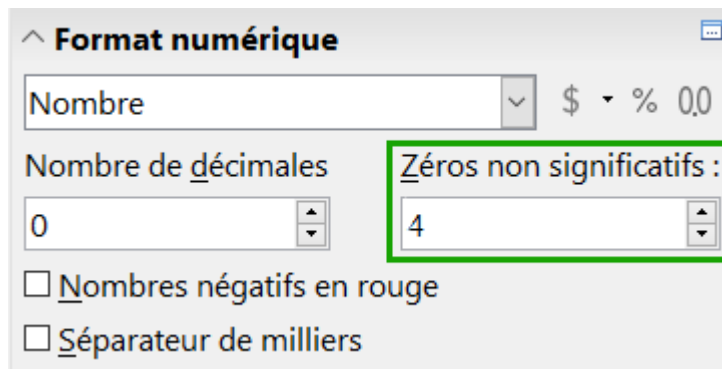 Format numérique
Nombre $ % 0,0
Nombre de décimales Zéros non significatifs :
0 4
Nombres négatifs en rouge
Séparateur de milliers